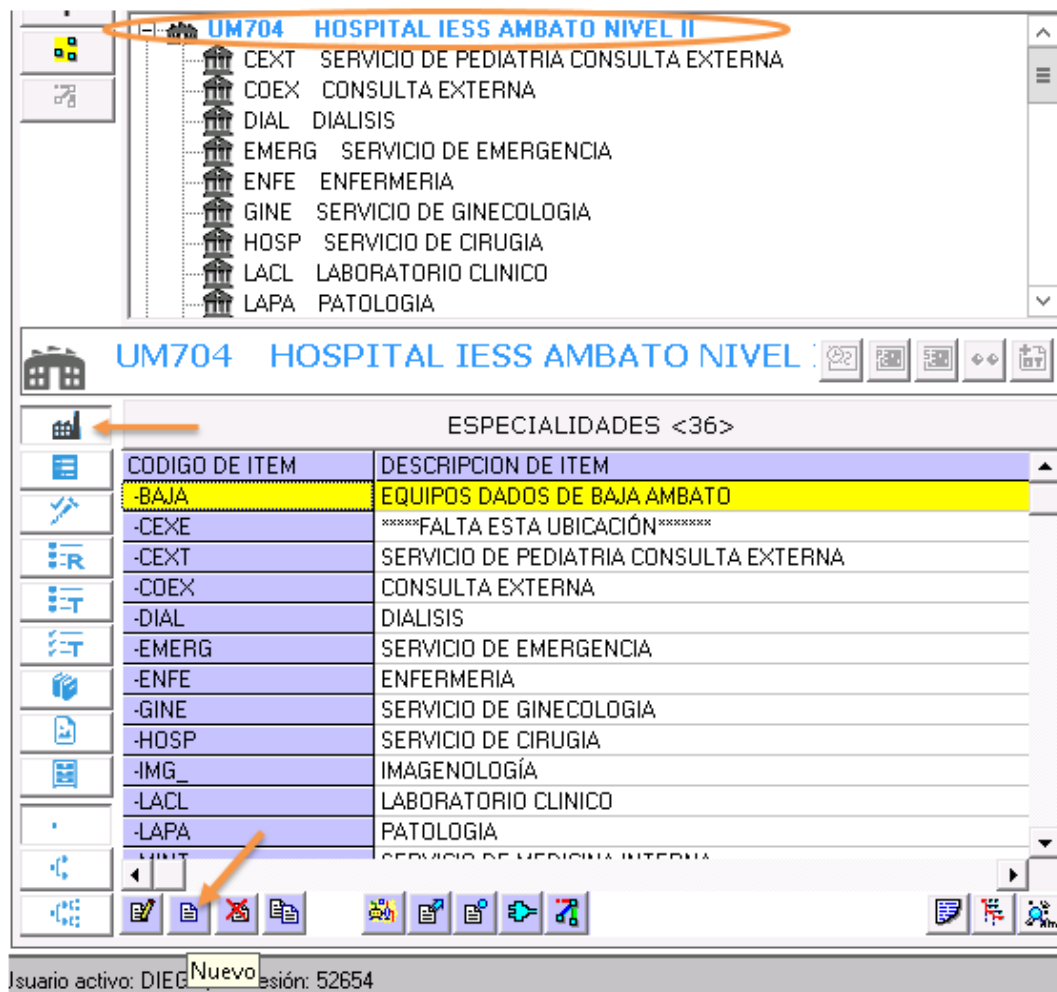 UM704 HOSPITAL IESS AMBATO NIVEL II
CEXT SERVICIO DE PEDIATRIA CONSULTA EXTERNA
COEX CONSULTA EXTERNA
DIAL DIALISIS
EMERG SERVICIO DE EMERGENCIA
ENFE ENFERMERIA
GINE SERVICIO DE GINECOLOGIA
HOSP SERVICIO DE CIRUGIA
LACL LABORATORIO CLINICO
LAPA PATOLOGIA
UM704 HOSPITAL IESS AMBATO NIVEL
ESPECIALIDADES <36>
CODIGO DE ITEM DESCRIPCION DE ITEM
-BAJA EQUIPOS DADOS DE BAJA AMBATO
-CEXE *****FALTA ESTA UBICACIÓN*******
-CEXT SERVICIO DE PEDIATRIA CONSULTA EXTERNA
-COEX CONSULTA EXTERNA
-DIAL DIALISIS
-EMERG SERVICIO DE EMERGENCIA
-ENFE ENFERMERIA
-GINE SERVICIO DE GINECOLOGIA
-HOSP SERVICIO DE CIRUGIA
-IMG_ IMAGENOLOGÍA
-LACL LABORATORIO CLINICO
-LAPA PATOLOGIA
-MINT SERVICIO DE MEDICINA INTERNA
Nuevo
Usuario activo: DIEG esión: 52654